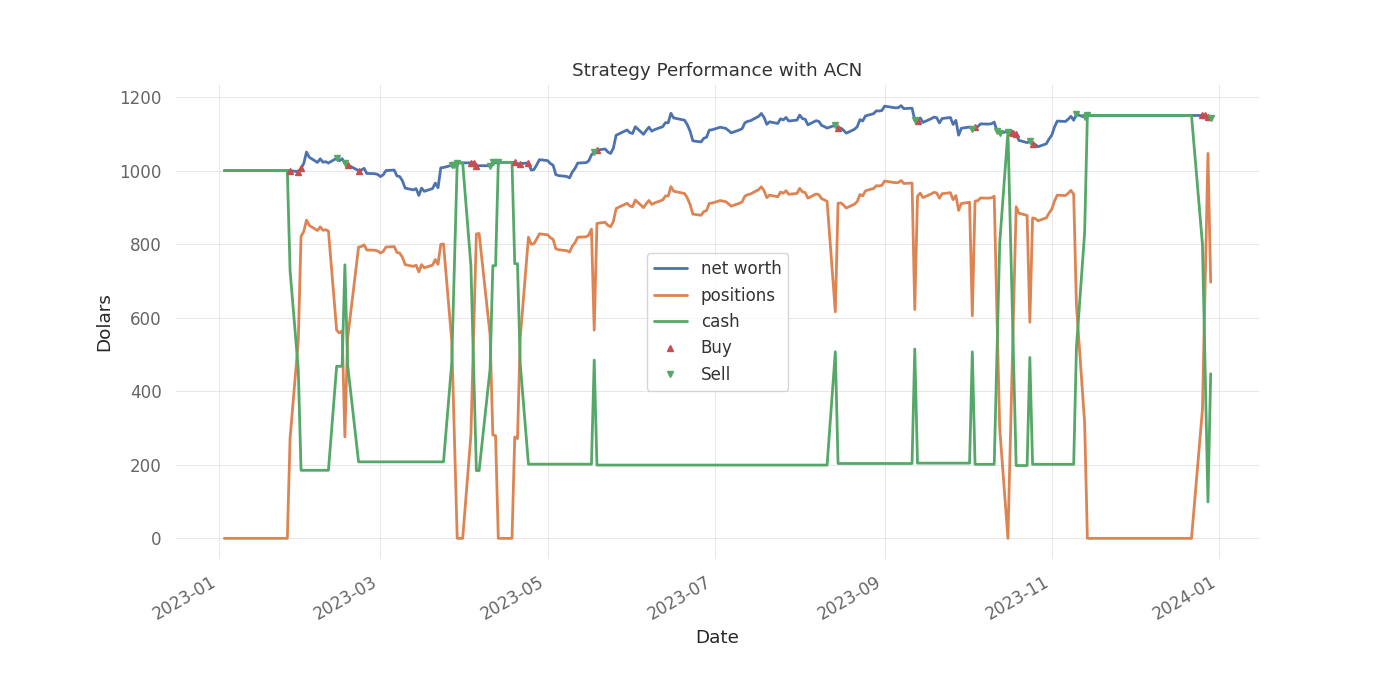 Strategy Performance with ACN
1200
1000
800
600
400
200
0
Dolars
net worth
positions
cash
Buy
Sell
2023-01
2023-03
2023-05
2023-07
2023-09
2023-11
2024-01
Date